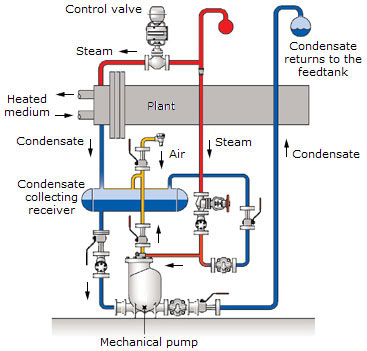 Control valve
Steam
Condensate
returns to the
feedtank
Heated
medium
Plant
Condensate
Air
Steam
Condensate
Condensate
collecting
receiver
Mechanical pump